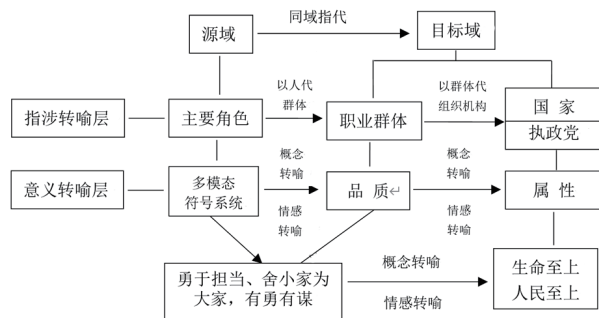 源域
同域指代
目标域
指涉转喻层
主要角色
以人代
群体
职业群体
以群体代
组织机构
国 家
执政党
意义转喻层
多模态
符号系统
概念
转喻
情感
转喻
品 质↵
概念
转喻
情感
转喻
属 性
勇于担当、舍小家为
大家，有勇有谋
概念转喻
情感转喻
生命至上
人民至上